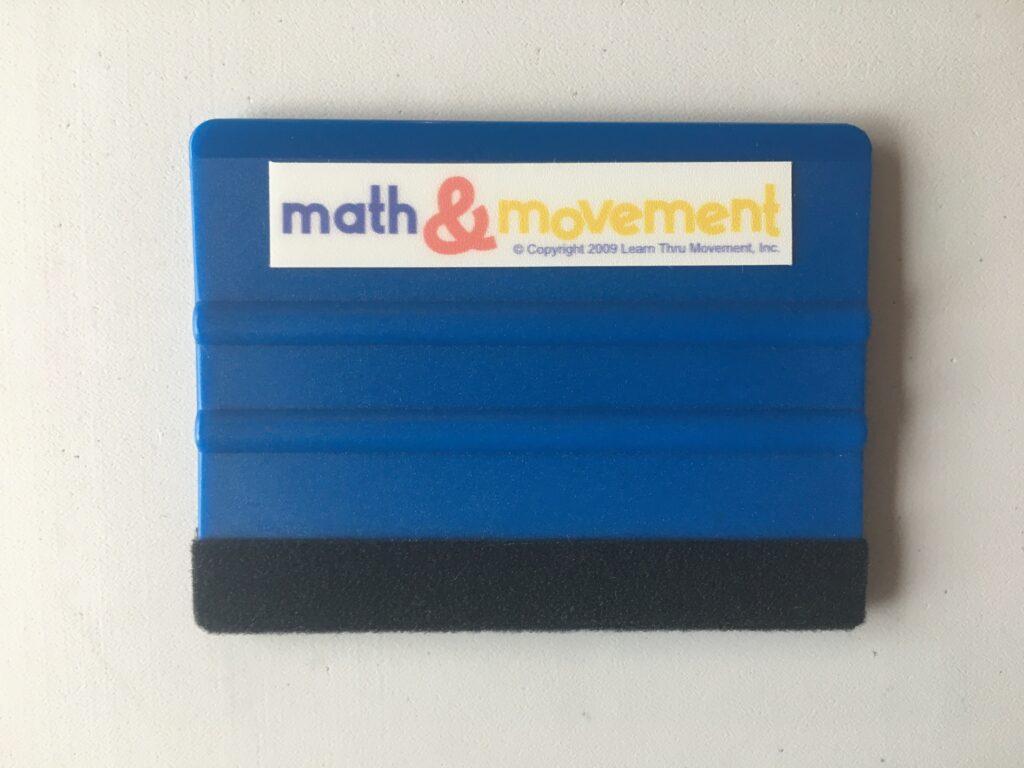 math & movement
© Copyright 2009 Learn Thru Movement, Inc.